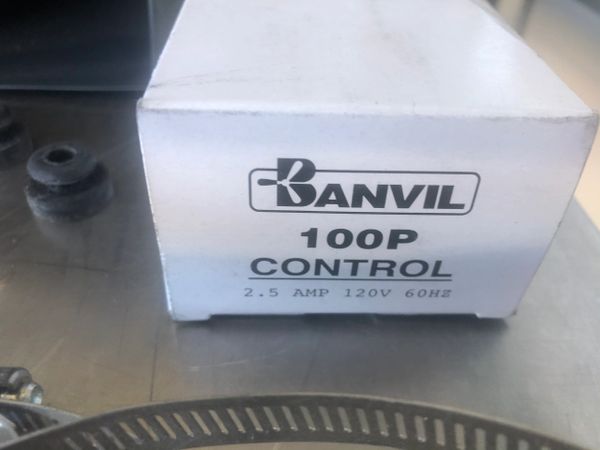 BANVIL
100P
CONTROL
2.5 AMP 120V 60HZ